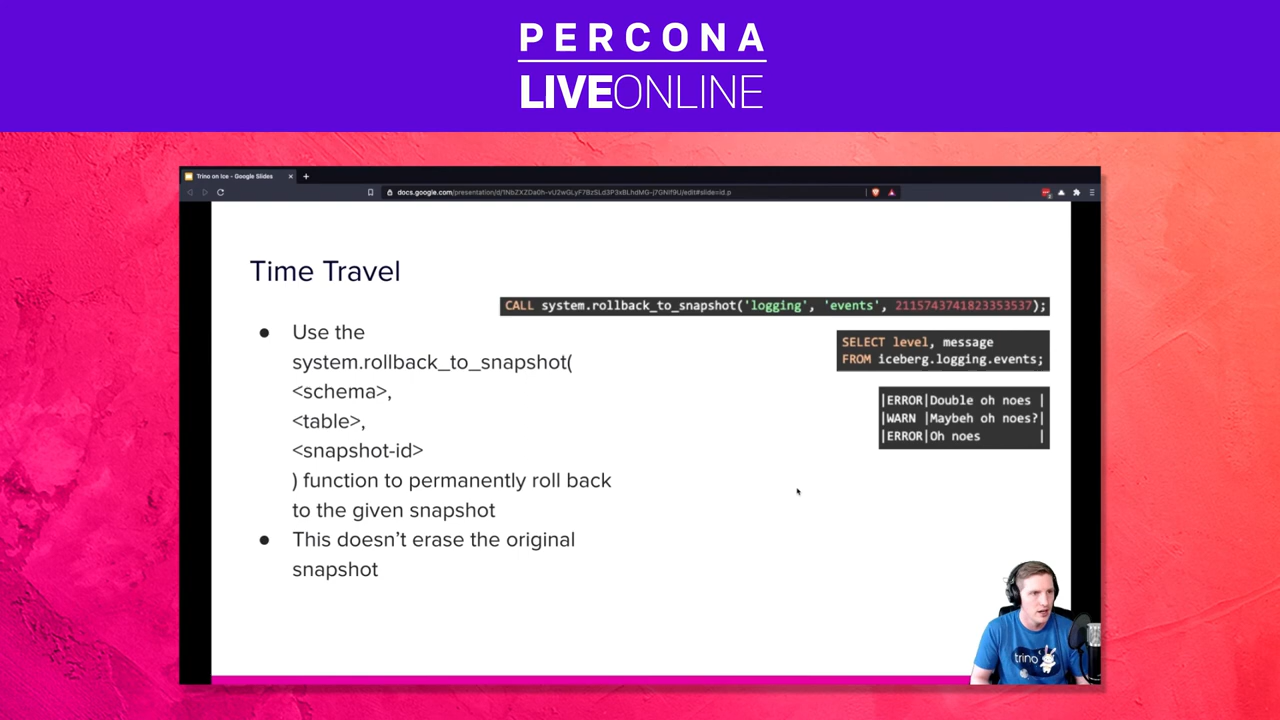 PERCONA
LIVEONLINE
Trino on Ice - Google Slides
Time Travel
CALL system.rollback_to_snapshot('logging', 'events', 2115743741823353537);
● Use the
system.rollback_to_snapshot(
<schema>,
<table>,
<snapshot-id>
) function to permanently roll back
to the given snapshot
● This doesn’t erase the original
snapshot
SELECT level, message
FROM iceberg.logging.events;
|ERROR|Double oh noes |
|WARN |Maybeh oh noes?|
|ERROR|Oh noes |
trino